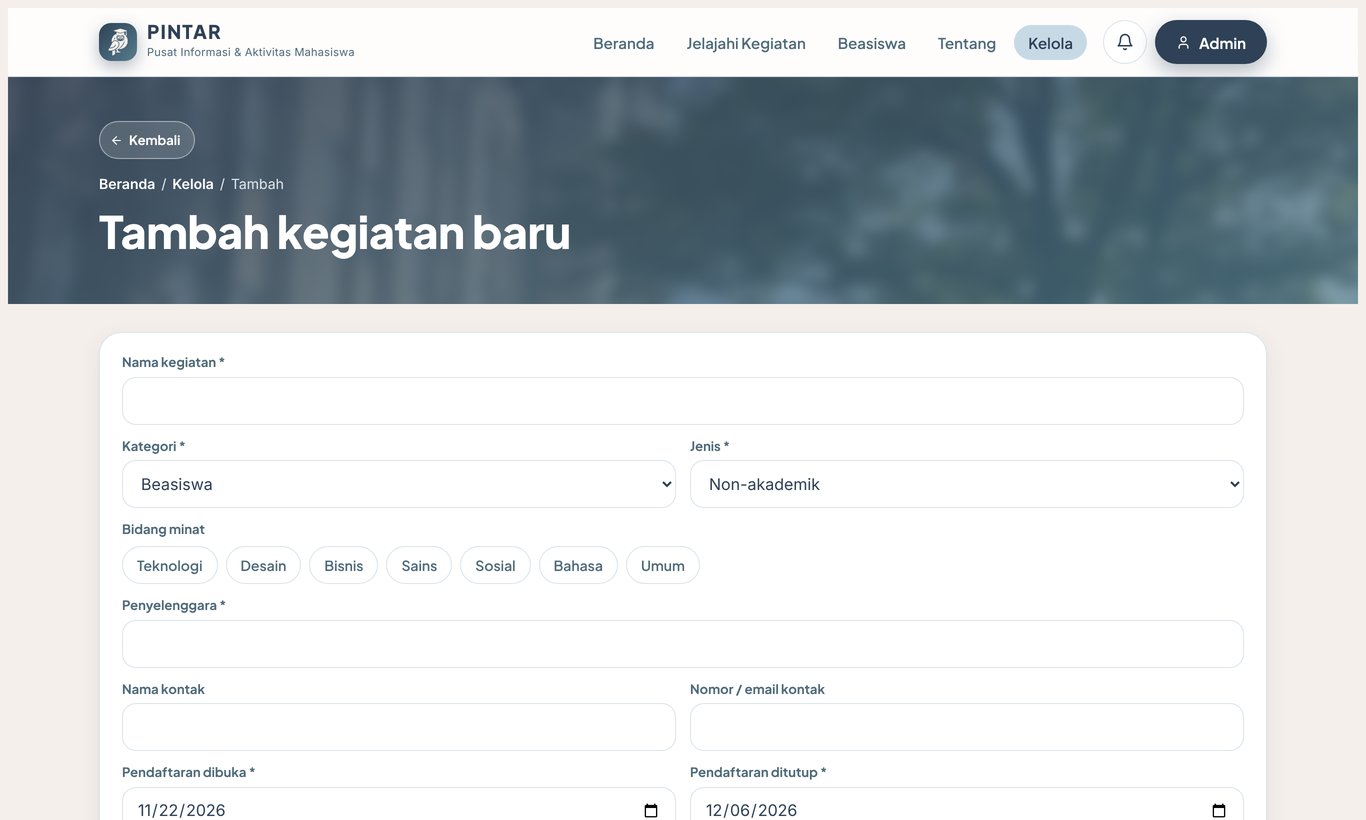 PINTAR
Pusat Informasi & Aktivitas Mahasiswa
Beranda
Jelajahi Kegiatan
Beasiswa
Tentang
Kelola
Admin
← Kembali
Beranda / Kelola / Tambah
Tambah kegiatan baru
Nama kegiatan *
Kategori *
Jenis *
Beasiswa
Non-akademik
Bidang minat
Teknologi
Desain
Bisnis
Sains
Sosial
Bahasa
Umum
Penyelenggara *
Nama kontak
Nomor / email kontak
Pendaftaran dibuka *
Pendaftaran ditutup *
11/22/2026
12/06/2026